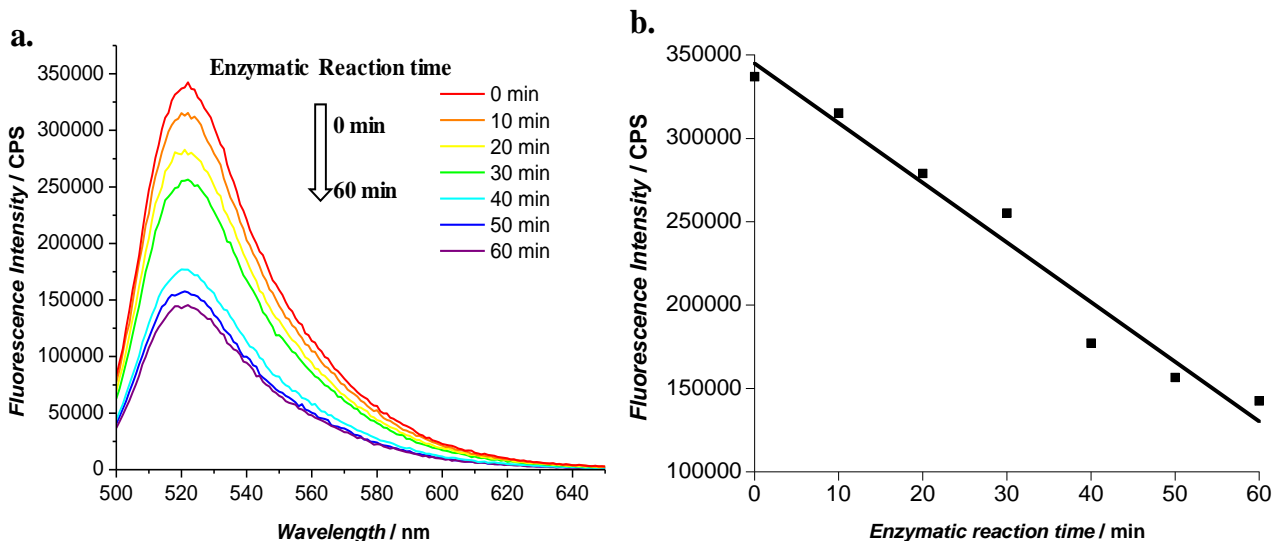 a.
Enzymatic Reaction time
0 min
60 min
0 min
10 min
20 min
30 min
40 min
50 min
60 min
350000
300000
250000
200000
150000
100000
50000
0
500 520 540 560 580 600 620 640
Fluorescence Intensity / CPS
Wavelength / nm
b.
350000
300000
250000
200000
150000
100000
0 10 20 30 40 50 60
Fluorescence Intensity / CPS
Enzymatic reaction time / min